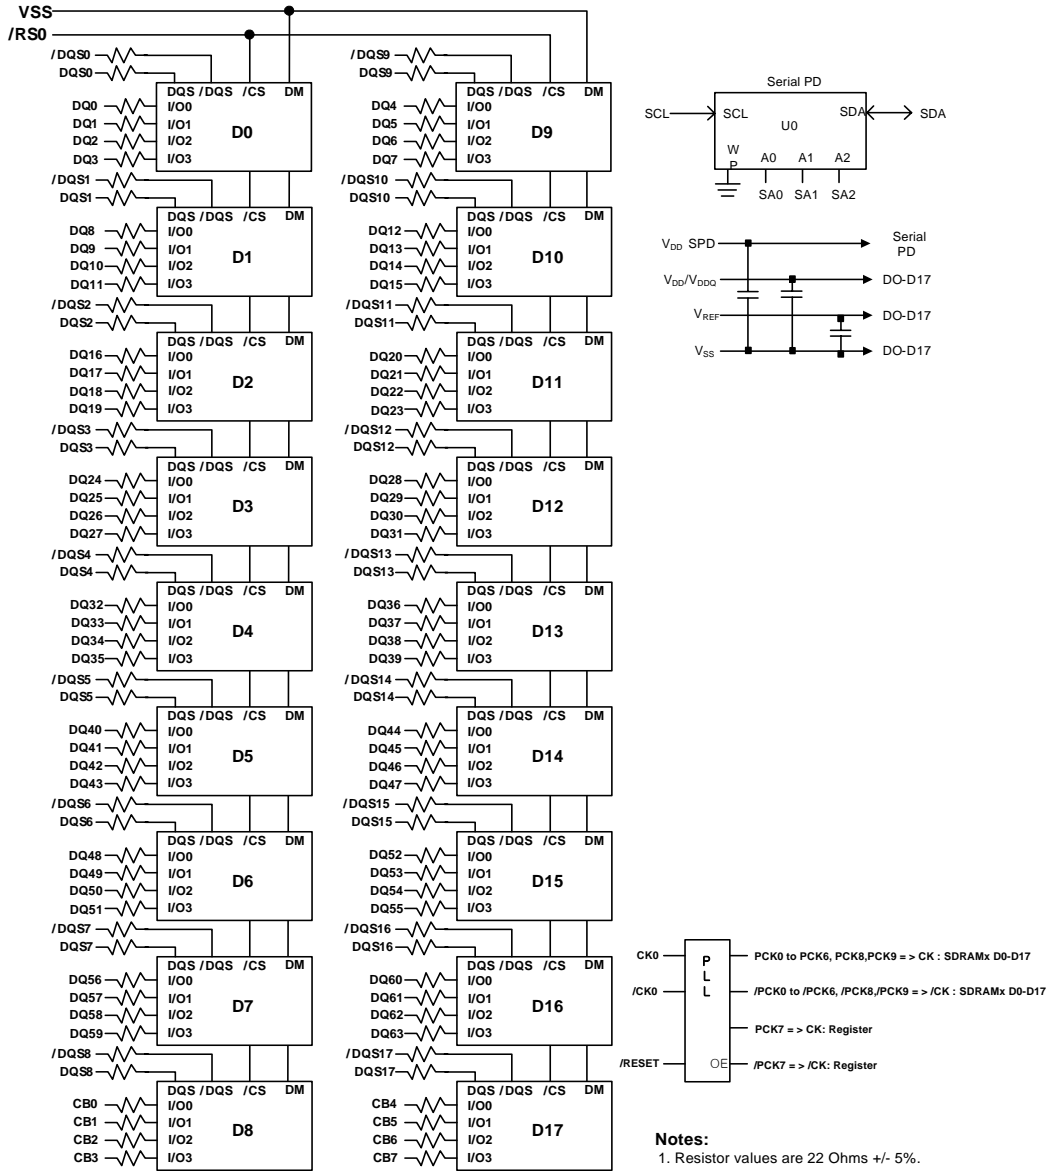 VSS
/RS0
/DQS0
DQS0
DQS /DQS /CS DM
DQ0 I/O0
DQ1 I/O1
DQ2 I/O2
DQ3 I/O3
D0
/DQS1
DQS1
DQS /DQS /CS DM
DQ8 I/O0
DQ9 I/O1
DQ10 I/O2
DQ11 I/O3
D1
/DQS2
DQS2
DQS /DQS /CS DM
DQ16 I/O0
DQ17 I/O1
DQ18 I/O2
DQ19 I/O3
D2
/DQS3
DQS3
DQS /DQS /CS DM
DQ24 I/O0
DQ25 I/O1
DQ26 I/O2
DQ27 I/O3
D3
/DQS4
DQS4
DQS /DQS /CS DM
DQ32 I/O0
DQ33 I/O1
DQ34 I/O2
DQ35 I/O3
D4
/DQS5
DQS5
DQS /DQS /CS DM
DQ40 I/O0
DQ41 I/O1
DQ42 I/O2
DQ43 I/O3
D5
/DQS6
DQS6
DQS /DQS /CS DM
DQ48 I/O0
DQ49 I/O1
DQ50 I/O2
DQ51 I/O3
D6
/DQS7
DQS7
DQS /DQS /CS DM
DQ56 I/O0
DQ57 I/O1
DQ58 I/O2
DQ59 I/O3
D7
/DQS8
DQS8
DQS /DQS /CS DM
CB0 I/O0
CB1 I/O1
CB2 I/O2
CB3 I/O3
D8
/DQS9
DQS9
DQS /DQS /CS DM
DQ4 I/O0
DQ5 I/O1
DQ6 I/O2
DQ7 I/O3
D9
/DQS10
DQS10
DQS /DQS /CS DM
DQ12 I/O0
DQ13 I/O1
DQ14 I/O2
DQ15 I/O3
D10
/DQS11
DQS11
DQS /DQS /CS DM
DQ20 I/O0
DQ21 I/O1
DQ22 I/O2
DQ23 I/O3
D11
/DQS12
DQS12
DQS /DQS /CS DM
DQ28 I/O0
DQ29 I/O1
DQ30 I/O2
DQ31 I/O3
D12
/DQS13
DQS13
DQS /DQS /CS DM
DQ36 I/O0
DQ37 I/O1
DQ38 I/O2
DQ39 I/O3
D13
/DQS14
DQS14
DQS /DQS /CS DM
DQ44 I/O0
DQ45 I/O1
DQ46 I/O2
DQ47 I/O3
D14
/DQS15
DQS15
DQS /DQS /CS DM
DQ52 I/O0
DQ53 I/O1
DQ54 I/O2
DQ55 I/O3
D15
/DQS16
DQS16
DQS /DQS /CS DM
DQ60 I/O0
DQ61 I/O1
DQ62 I/O2
DQ63 I/O3
D16
/DQS17
DQS17
DQS /DQS /CS DM
CB4 I/O0
CB5 I/O1
CB6 I/O2
CB7 I/O3
D17
Serial PD
SCL SCL SDA SDA
U0
WP A0 A1 A2
SA0 SA1 SA2
VDD SPD Serial PD
VDD/VDDQ DO-D17
VREF DO-D17
VSS DO-D17
PLL
CK0 PCK0 to PCK6, PCK8,PCK9 = > CK : SDRAMx D0-D17
/CK0 /PCK0 to /PCK6, /PCK8,/PCK9 = > /CK : SDRAMx D0-D17
PCK7 = > CK: Register
/RESET OE /PCK7 = > /CK: Register
Notes:
1. Resistor values are 22 Ohms +/- 5%.